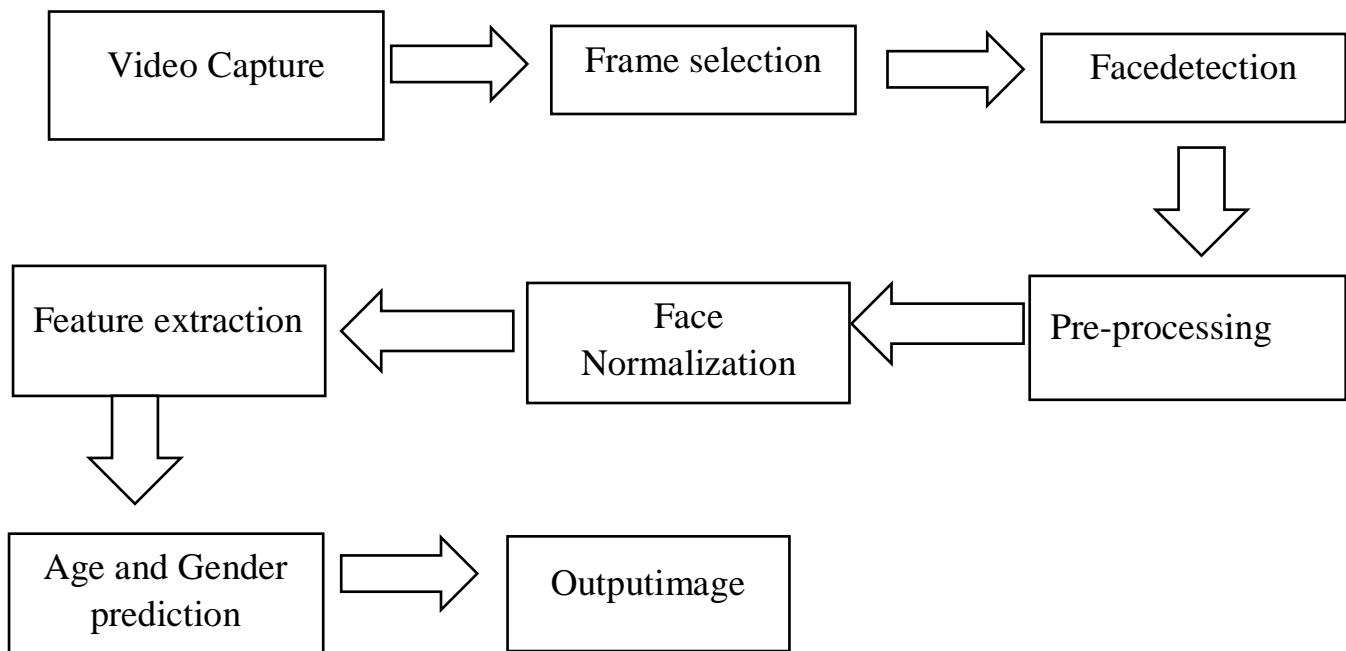 Video Capture
Frame selection
Facedetection
Pre-processing
Face
Normalization
Feature extraction
Age and Gender
prediction
Outputimage